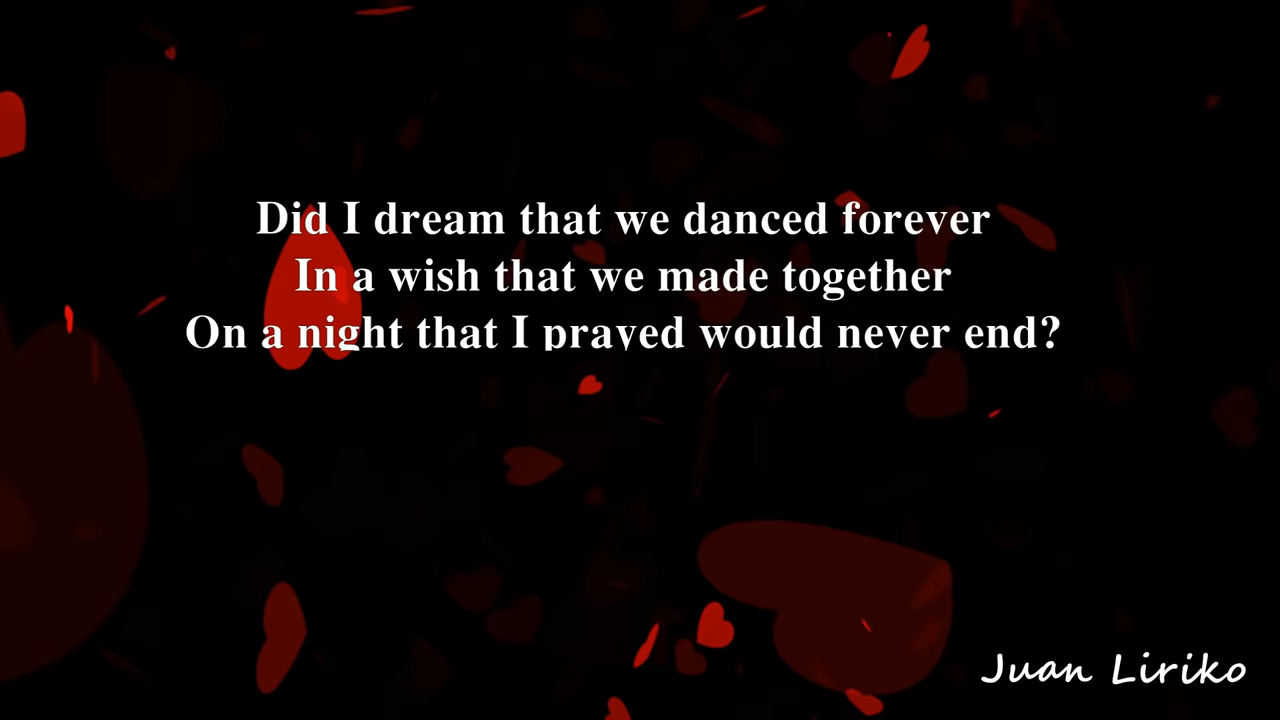 Did I dream that we danced forever
In a wish that we made together
On a night that I prayed would never end?
Juan Liriko